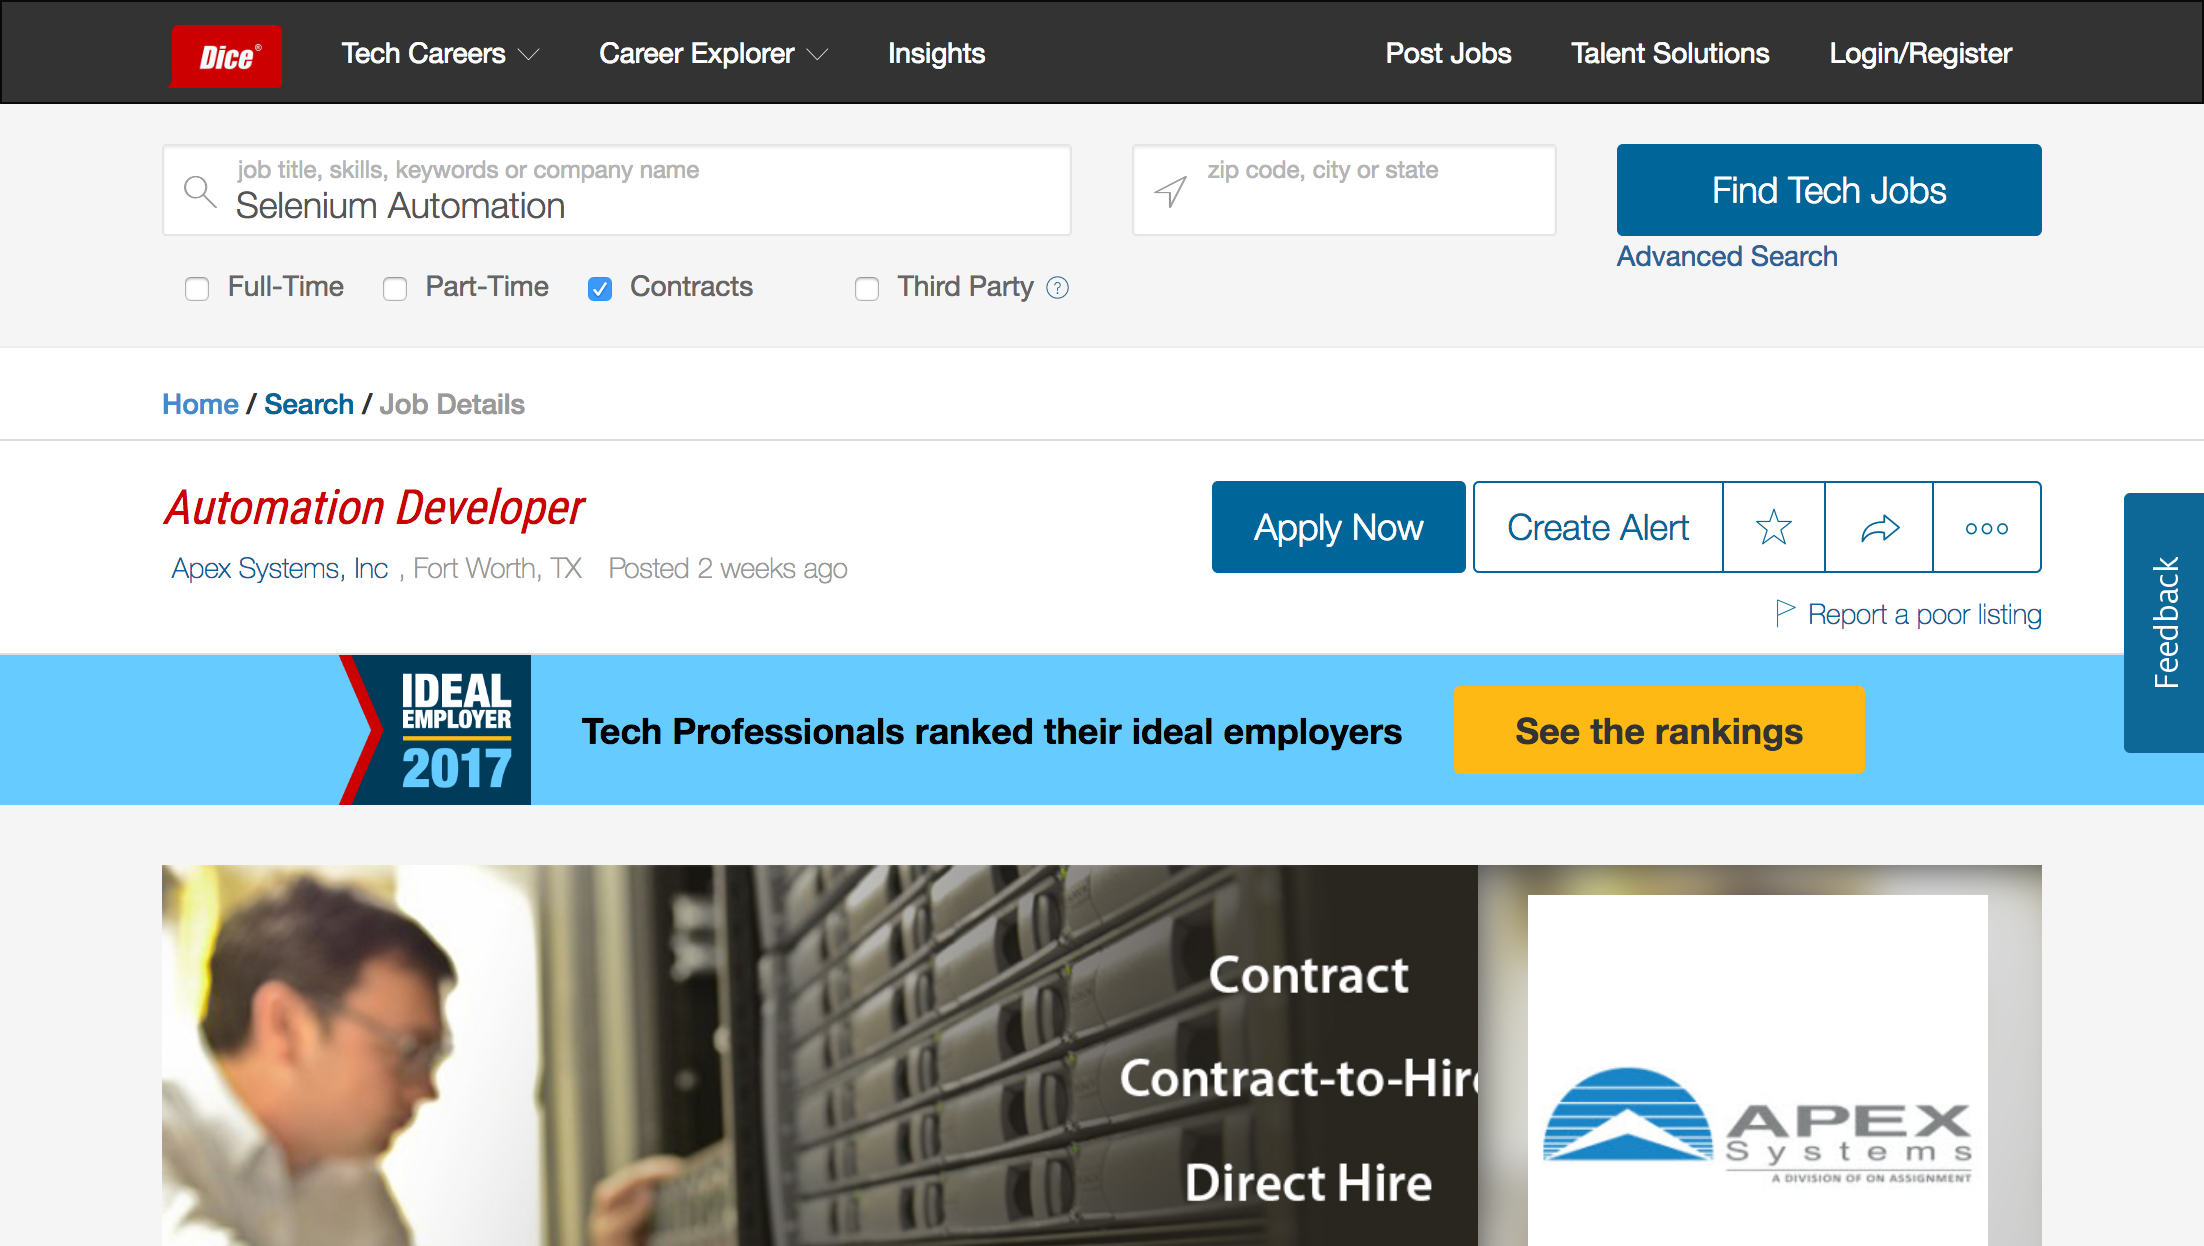 Dice®
Tech Careers
Career Explorer
Insights
Post Jobs
Talent Solutions
Login/Register
job title, skills, keywords or company name
Selenium Automation
zip code, city or state
Find Tech Jobs
Advanced Search
Full-Time
Part-Time
Contracts
Third Party ?
Home / Search / Job Details
Automation Developer
Apex Systems, Inc , Fort Worth, TX Posted 2 weeks ago
Apply Now
Create Alert
Report a poor listing
Feedback
IDEAL
EMPLOYER
2017
Tech Professionals ranked their ideal employers
See the rankings
Contract
Contract-to-Hire
Direct Hire
APEX
Systems
A DIVISION OF ON ASSIGNMENT